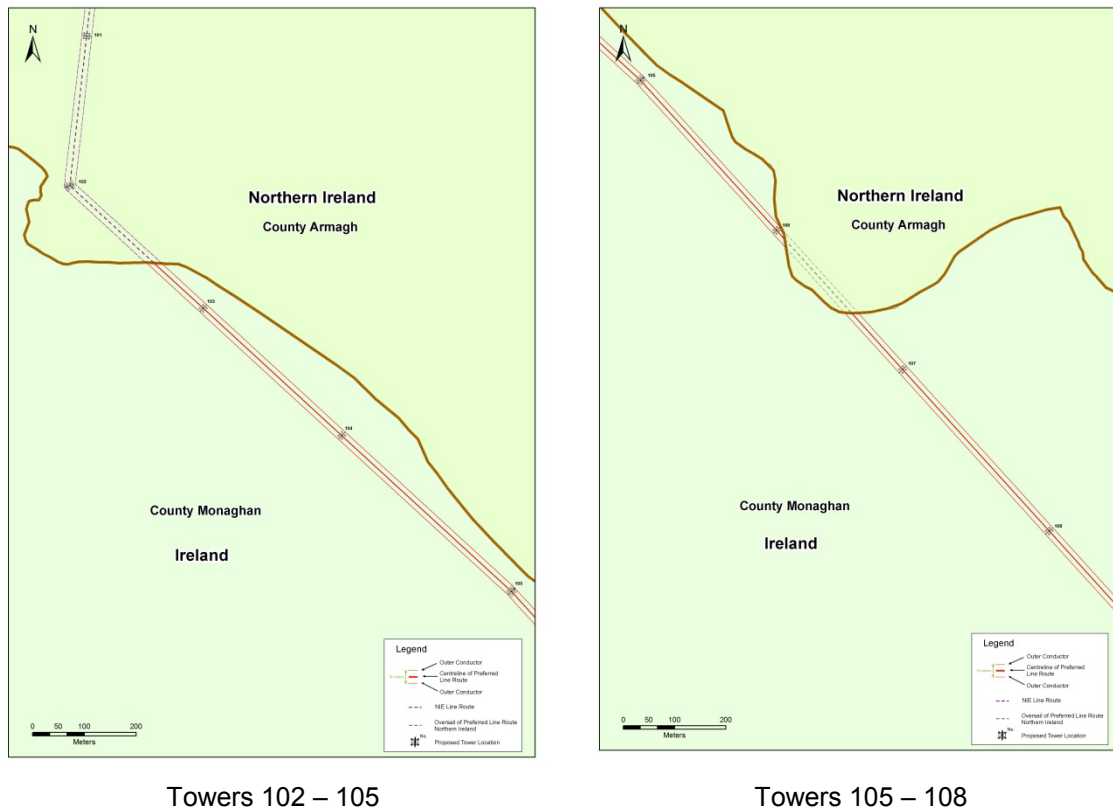 N
101
102
Northern Ireland
County Armagh
103
104
County Monaghan
Ireland
105
Legend
Outer Conductor
Centreline of Preferred
Line Route
Outer Conductor
NIE Line Route
Oversail of Preferred Line Route
Northern Ireland
No.
Proposed Tower Location
0 50 100 200
Meters
Towers 102 – 105
N
105
Northern Ireland
County Armagh
106
107
County Monaghan
Ireland
108
Legend
Outer Conductor
Centreline of Preferred
Line Route
Outer Conductor
NIE Line Route
Oversail of Preferred Line Route
Northern Ireland
No.
Proposed Tower Location
0 50 100 200
Meters
Towers 105 – 108